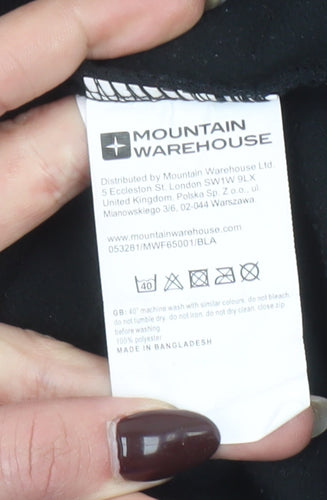 MOUNTAIN
WAREHOUSE
Distributed by Mountain Warehouse Ltd.
5 Eccleston St. London SW1W 9LX
United Kingdom. Polska Sp. Z o.o., ul.
Mianowskiego 3/6, 02-044 Warszawa
www.mountainwarehouse.com
053281/MWF65001/BLA
40
GB: 40° machine wash with similar colours. do not bleach.
do not tumble dry. do not iron. do not dry clean. close zip
before washing.
100% polyester
MADE IN BANGLADESH